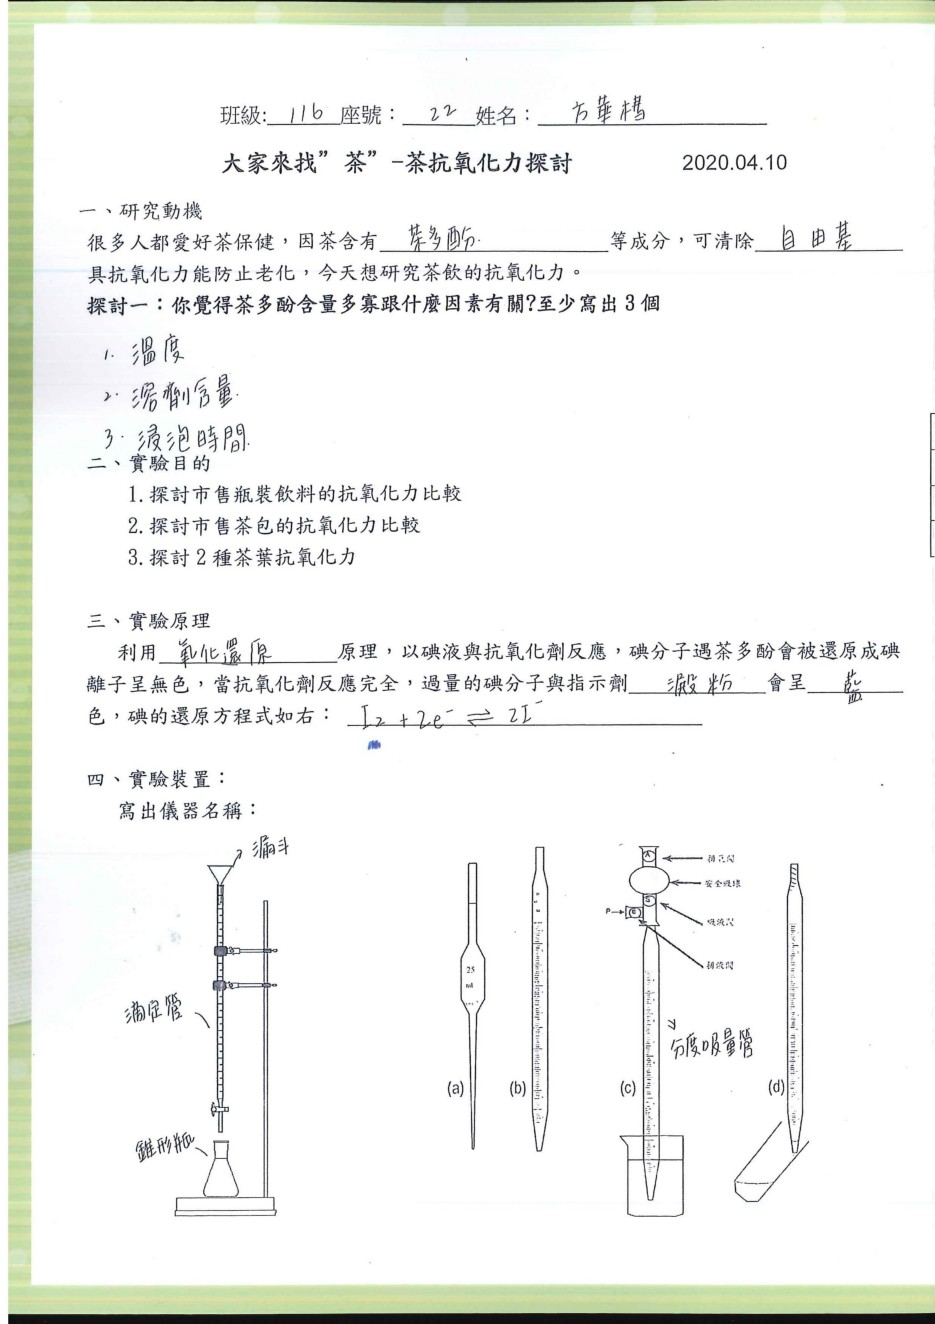 班級: 116 座號： 22 姓名： 方華橋
大家來找”茶”-茶抗氧化力探討 2020.04.10
一、研究動機
很多人都愛好茶保健，因茶含有 茶多酚. 等成分，可清除 自由基
具抗氧化力能防止老化，今天想研究茶飲的抗氧化力。
探討一：你覺得茶多酚含量多寡跟什麼因素有關?至少寫出 3 個
1. 溫度
2. 溶劑含量.
3. 浸泡時間.
二、實驗目的
1.探討市售瓶裝飲料的抗氧化力比較
2.探討市售茶包的抗氧化力比較
3.探討 2 種茶葉抗氧化力
三、實驗原理
利用 氧化還原 原理，以碘液與抗氧化劑反應，碘分子遇茶多酚會被還原成碘
離子呈無色，當抗氧化劑反應完全，過量的碘分子與指示劑 澱粉 會呈 藍
色，碘的還原方程式如右： I₂ + 2e⁻ ⇌ 2I⁻
四、實驗裝置：
寫出儀器名稱：
漏斗
滴定管
錐形瓶
25
ml
(a)
(b)
A
排氣閥
安全吸球
S
P
E
吸液閥
排液閥
分度吸量管
(c)
(d)